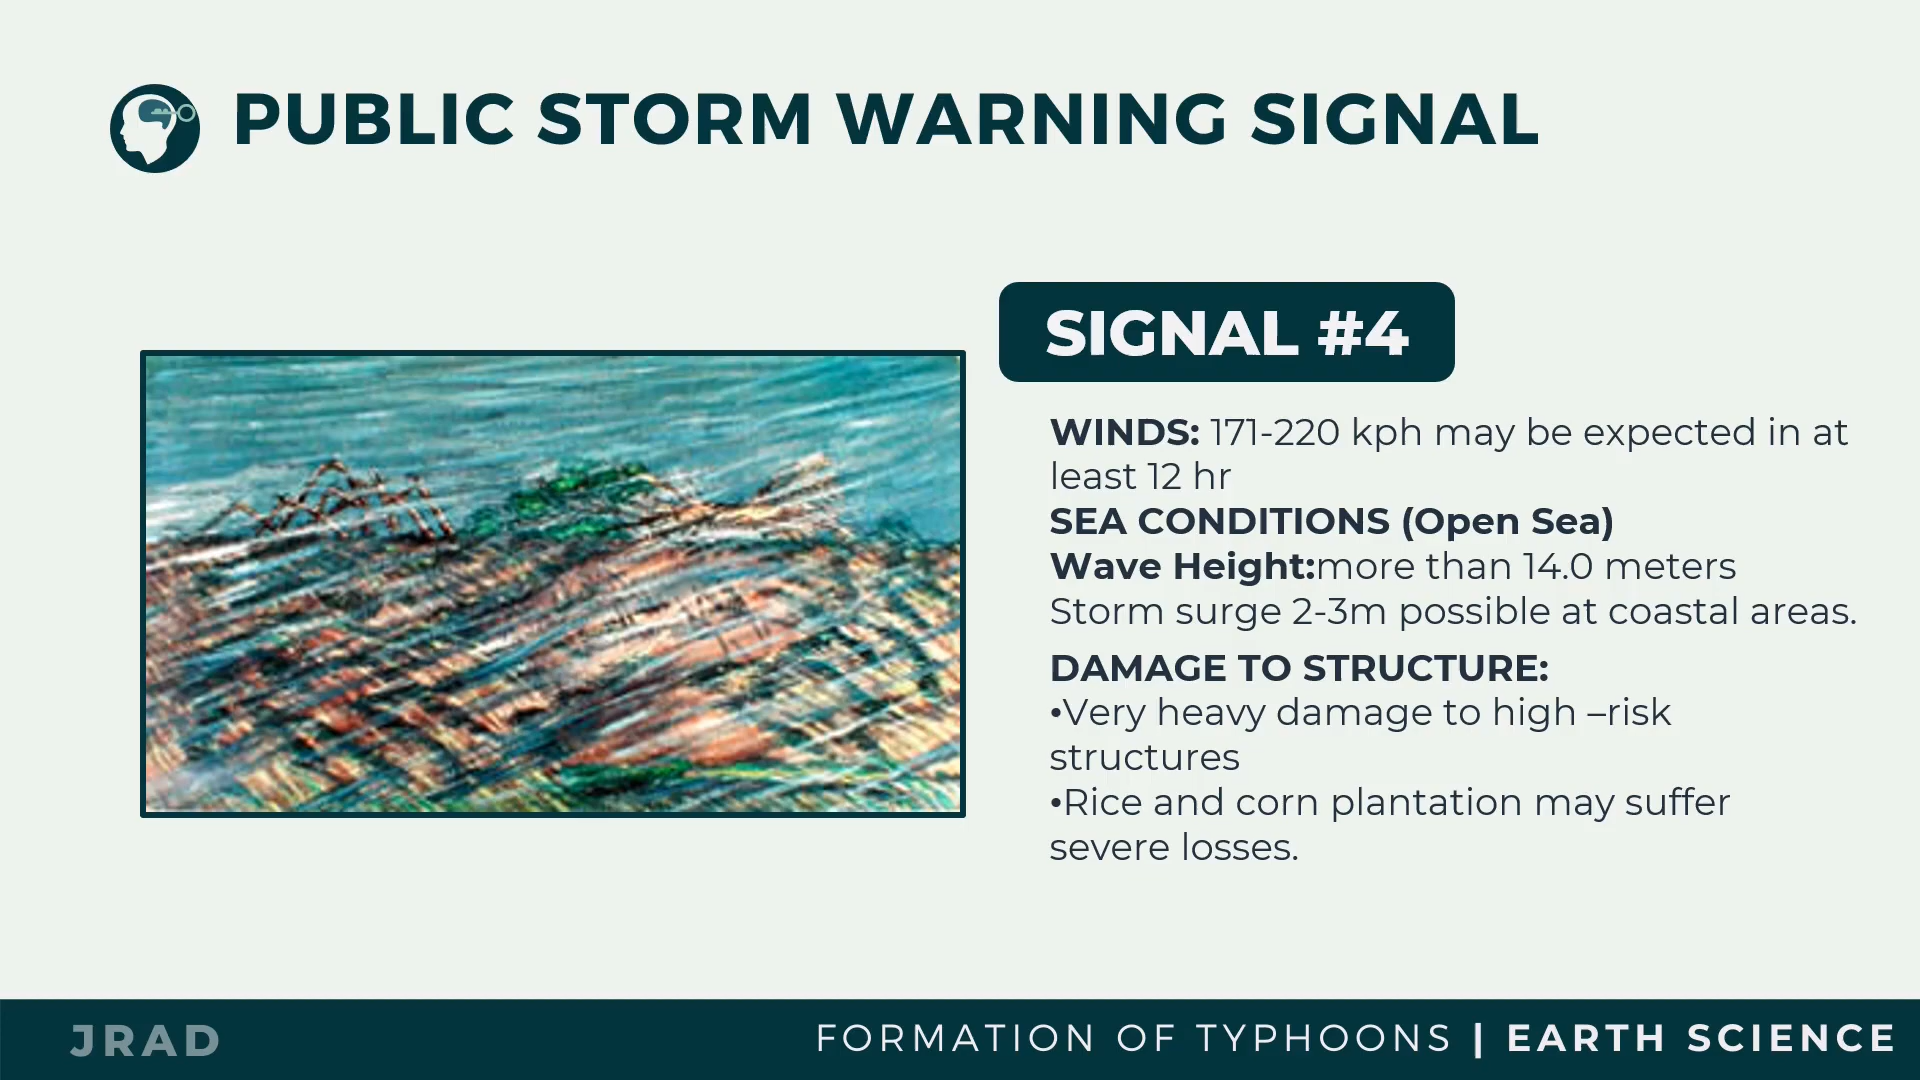 PUBLIC STORM WARNING SIGNAL
SIGNAL #4
WINDS: 171-220 kph may be expected in at
least 12 hr
SEA CONDITIONS (Open Sea)
Wave Height:more than 14.0 meters
Storm surge 2-3m possible at coastal areas.
DAMAGE TO STRUCTURE:
•Very heavy damage to high –risk
structures
•Rice and corn plantation may suffer
severe losses.
JRAD
FORMATION OF TYPHOONS | EARTH SCIENCE